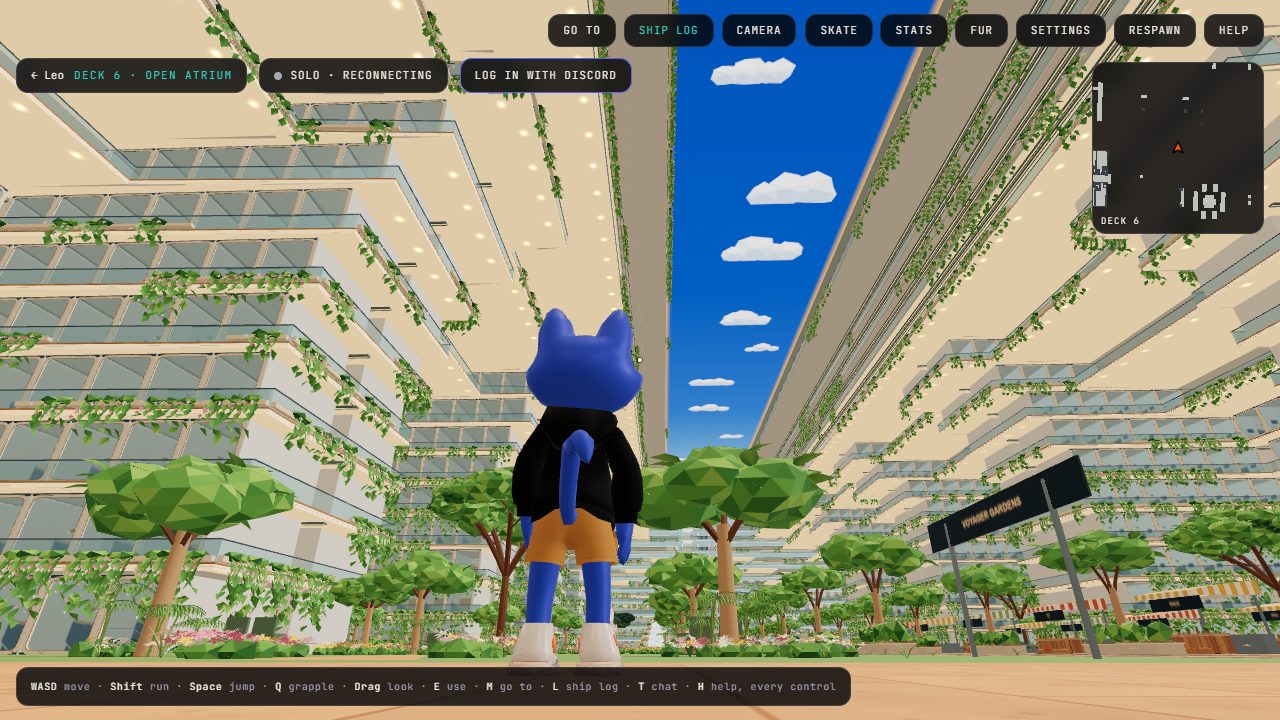 GO TO
SHIP LOG
CAMERA
SKATE
STATS
FUR
SETTINGS
RESPAWN
HELP
← Leo DECK 6 · OPEN ATRIUM
SOLO · RECONNECTING
LOG IN WITH DISCORD
DECK 6
VOYAGER GARDENS
WASD move · Shift run · Space jump · Q grapple · Drag look · E use · M go to · L ship log · T chat · H help, every control